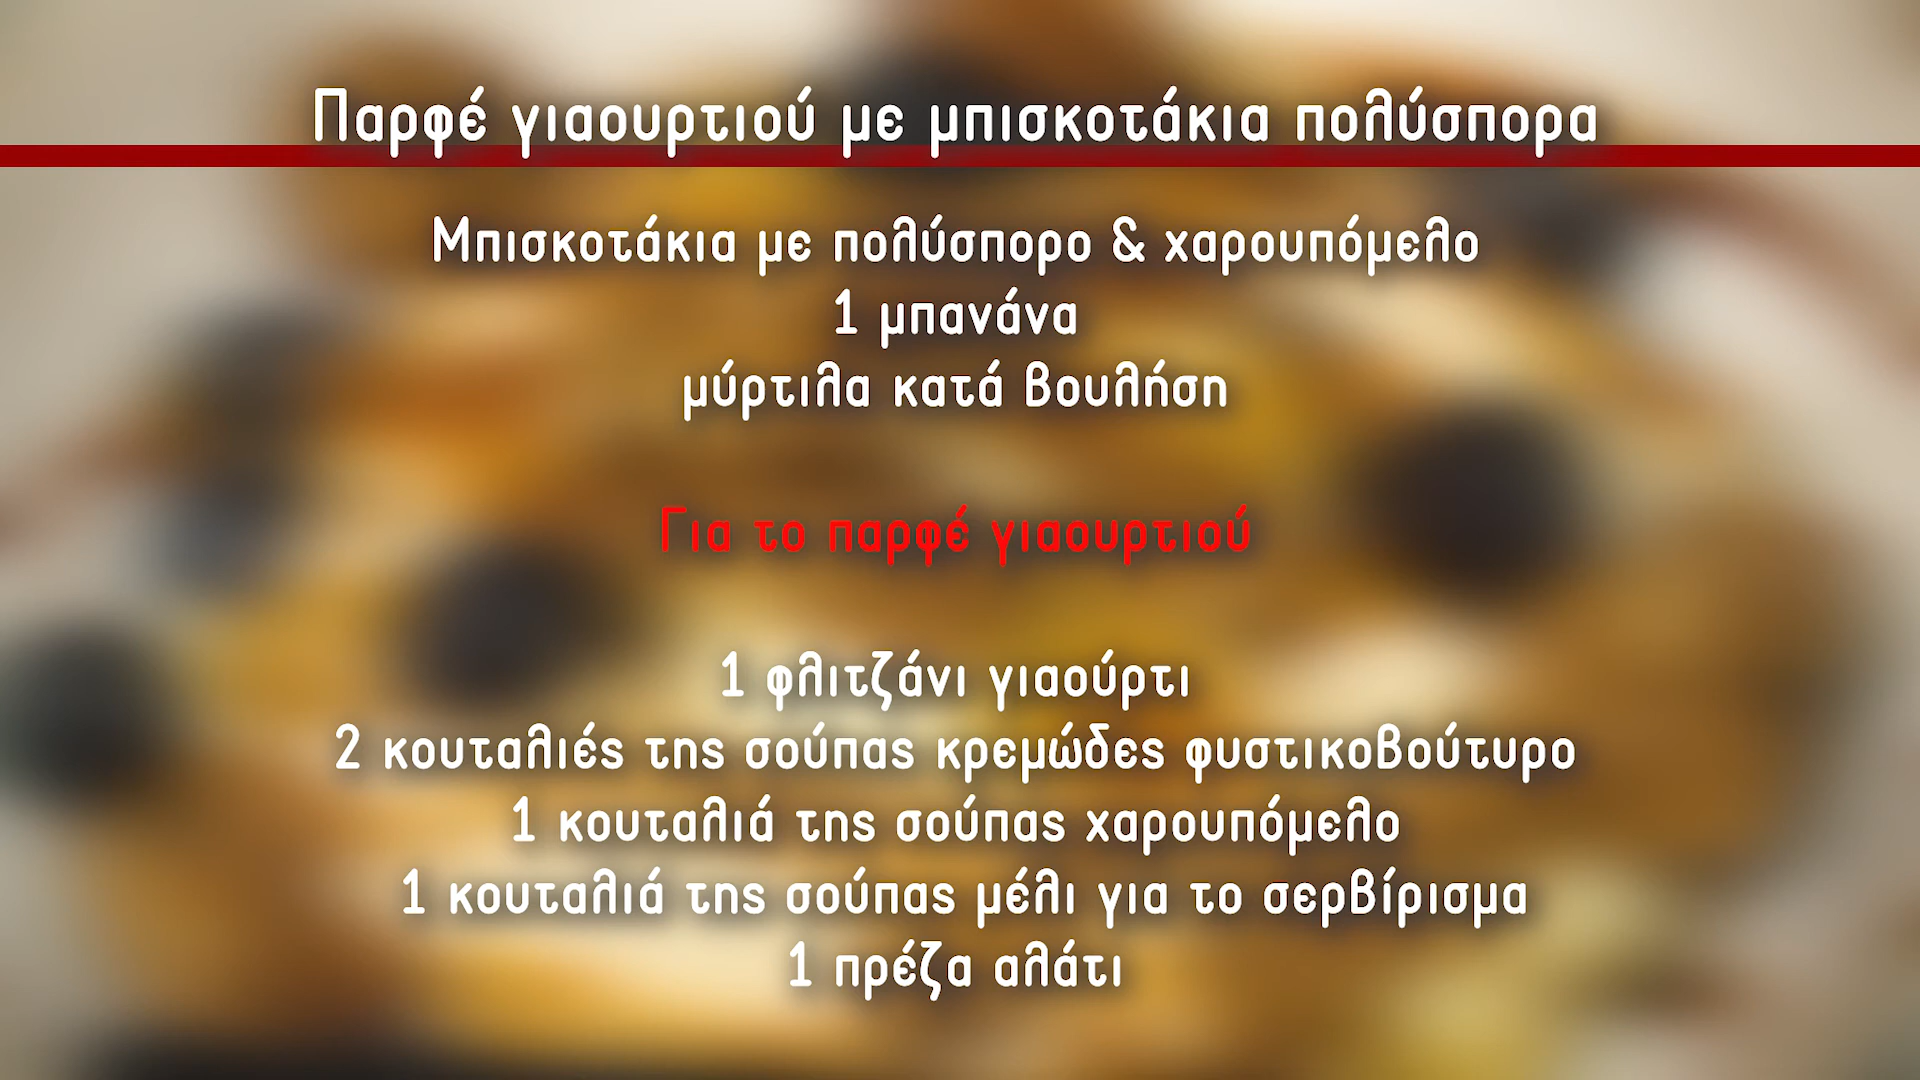 Παρφέ γιαουρτιού με μπισκοτάκια πολύσπορα
Μπισκοτάκια με πολύσπορο & χαρουπόμελο
1 μπανάνα
μύρτιλα κατά βουλήση
Για το παρφέ γιαουρτιού
1 φλιτζάνι γιαούρτι
2 κουταλιές της σούπας κρεμώδες φυστικοβούτυρο
1 κουταλιά της σούπας χαρουπόμελο
1 κουταλιά της σούπας μέλι για το σερβίρισμα
1 πρέζα αλάτι